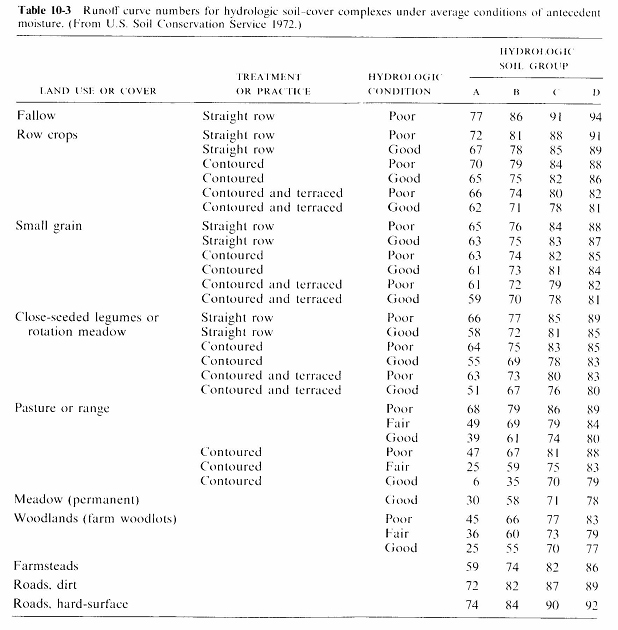 Table 10-3 Runoff curve numbers for hydrologic soil-cover complexes under average conditions of antecedent
moisture. (From U.S. Soil Conservation Service 1972.)
HYDROLOGIC
SOIL GROUP
TREATMENT HYDROLOGIC
LAND USE OR COVER OR PRACTICE CONDITION A B C D
Fallow Straight row Poor 77 86 91 94
Row crops Straight row Poor 72 81 88 91
Straight row Good 67 78 85 89
Contoured Poor 70 79 84 88
Contoured Good 65 75 82 86
Contoured and terraced Poor 66 74 80 82
Contoured and terraced Good 62 71 78 81
Small grain Straight row Poor 65 76 84 88
Straight row Good 63 75 83 87
Contoured Poor 63 74 82 85
Contoured Good 61 73 81 84
Contoured and terraced Poor 61 72 79 82
Contoured and terraced Good 59 70 78 81
Close-seeded legumes or Straight row Poor 66 77 85 89
rotation meadow Straight row Good 58 72 81 85
Contoured Poor 64 75 83 85
Contoured Good 55 69 78 83
Contoured and terraced Poor 63 73 80 83
Contoured and terraced Good 51 67 76 80
Pasture or range Poor 68 79 86 89
Fair 49 69 79 84
Good 39 61 74 80
Contoured Poor 47 67 81 88
Contoured Fair 25 59 75 83
Contoured Good 6 35 70 79
Meadow (permanent) Good 30 58 71 78
Woodlands (farm woodlots) Poor 45 66 77 83
Fair 36 60 73 79
Good 25 55 70 77
Farmsteads 59 74 82 86
Roads, dirt 72 82 87 89
Roads, hard-surface 74 84 90 92